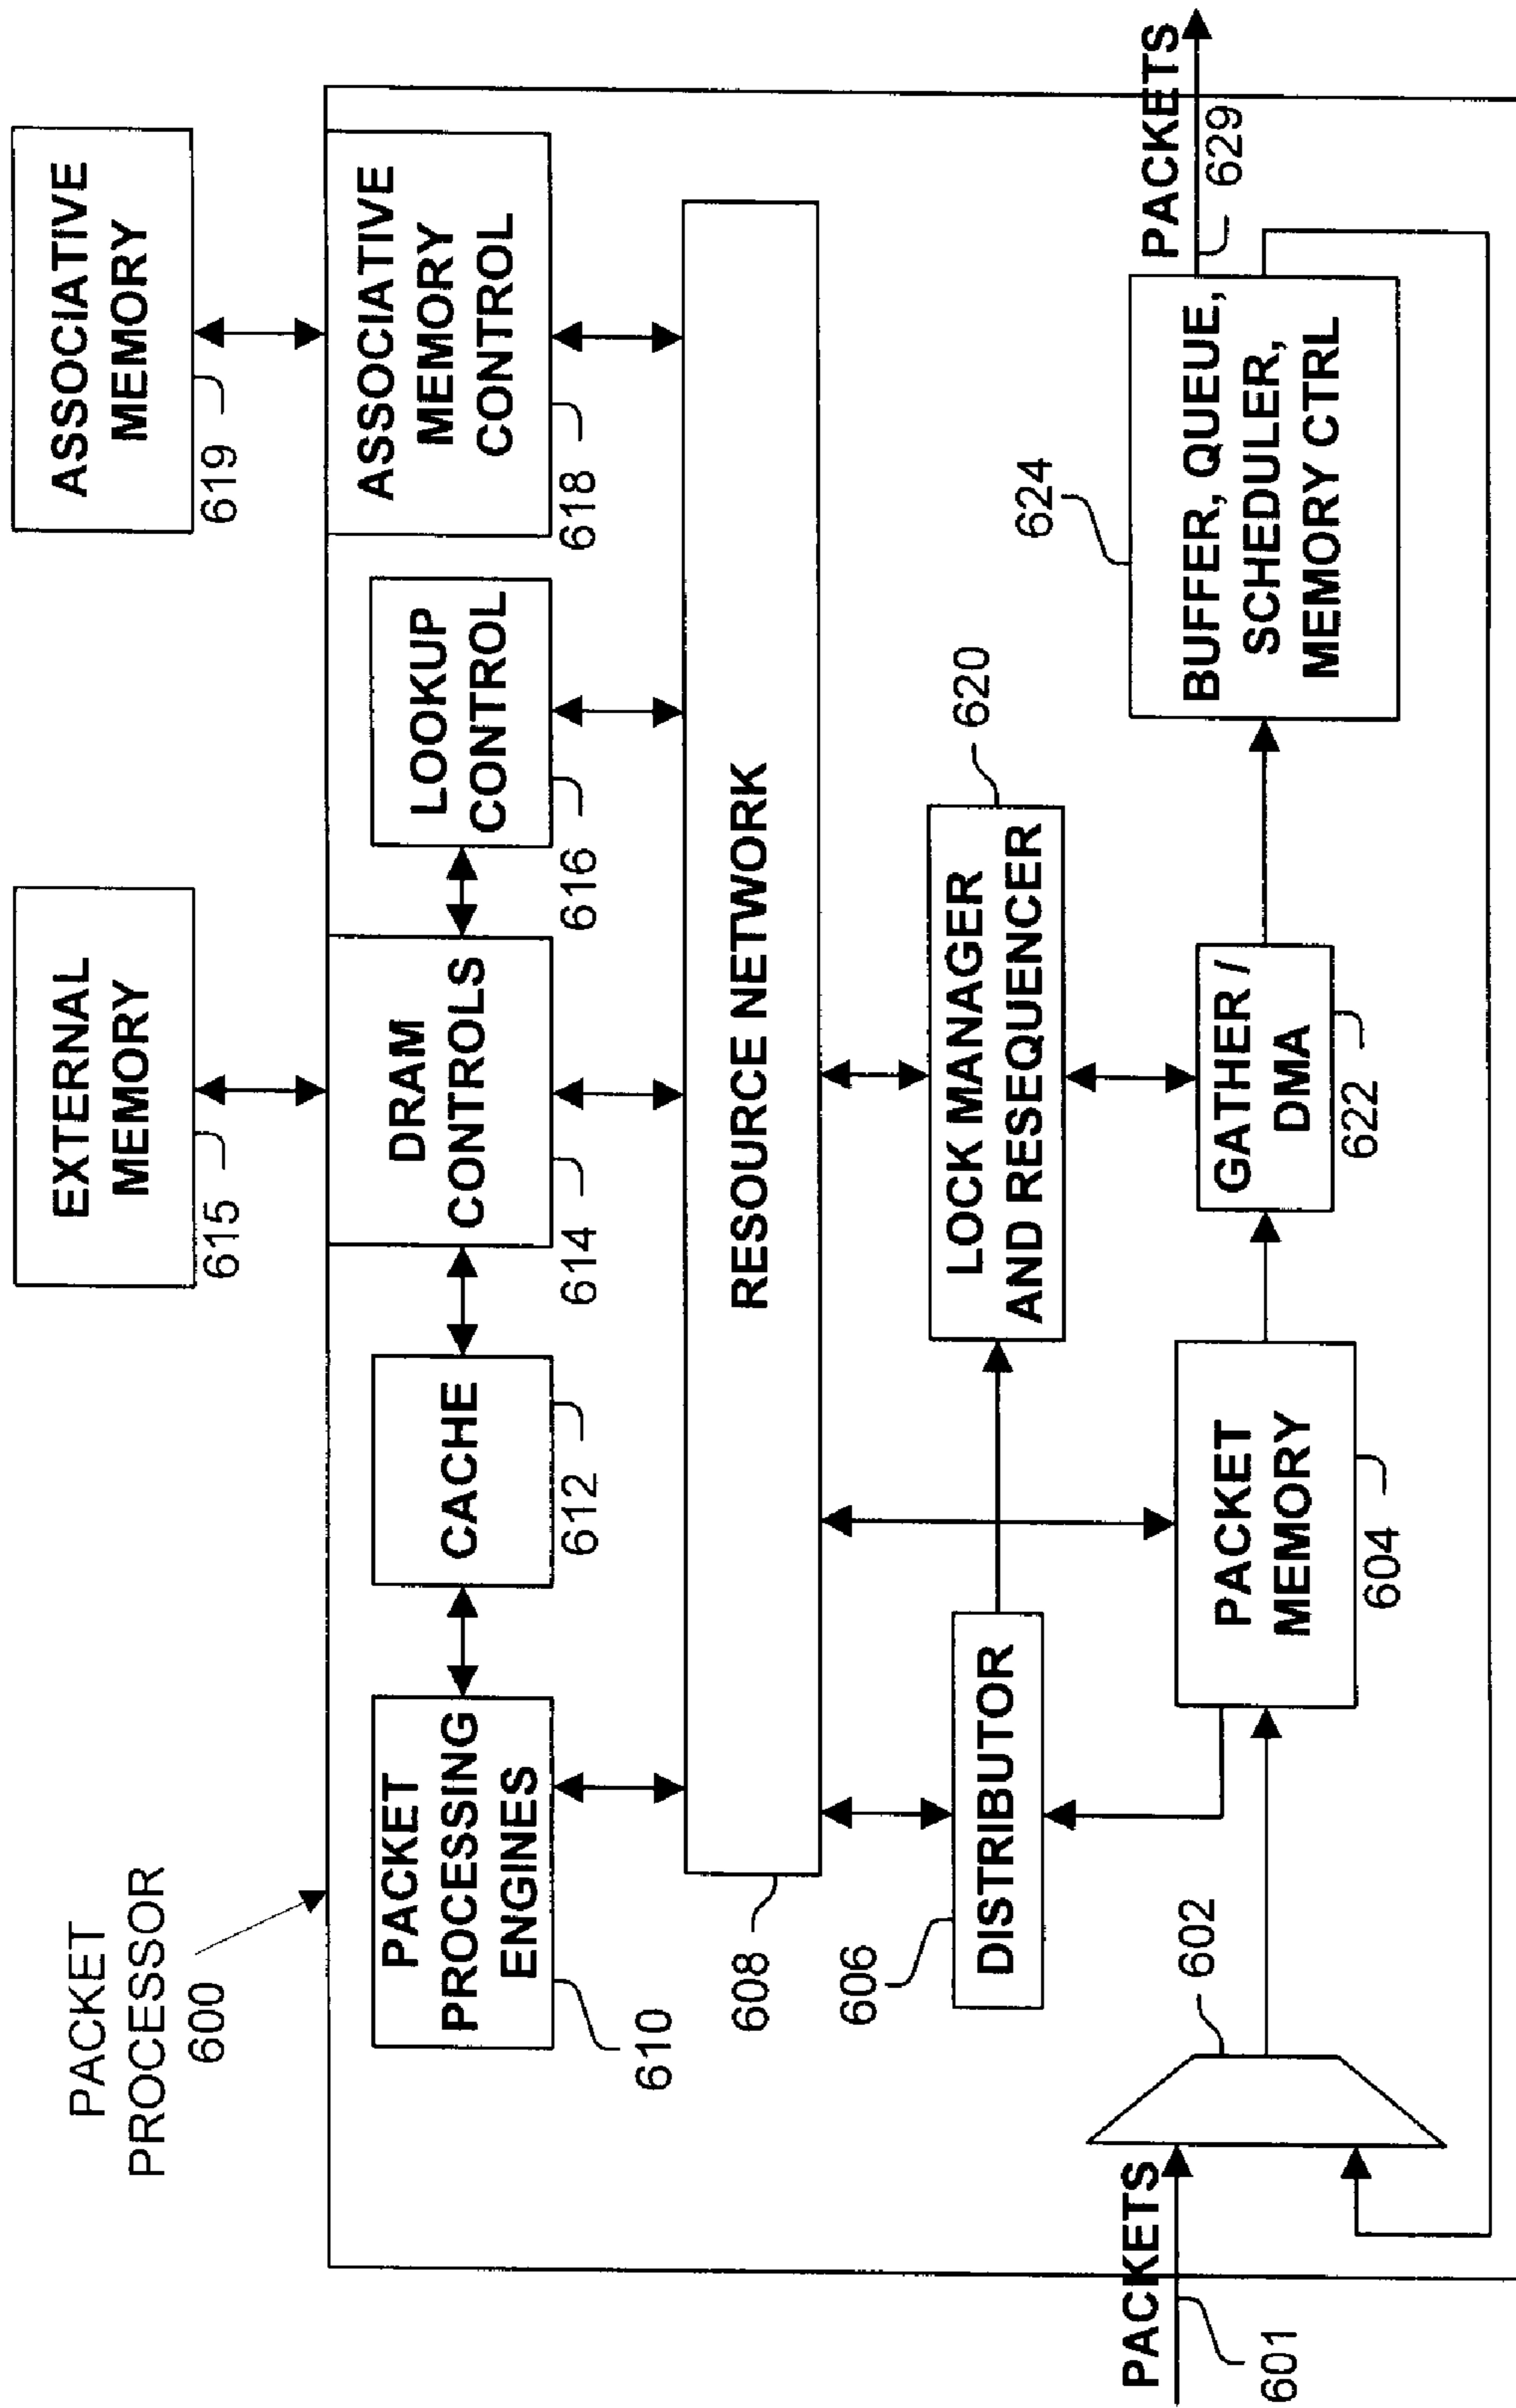 PACKET
PROCESSOR
600
EXTERNAL
MEMORY
615
ASSOCIATIVE
MEMORY
619
PACKET
PROCESSING
ENGINES
610
CACHE
612
DRAM
CONTROLS
614
LOOKUP
CONTROL
616
ASSOCIATIVE
MEMORY
CONTROL
618
RESOURCE NETWORK
608
DISTRIBUTOR
606
LOCK MANAGER
AND RESEQUENCER
620
PACKETS
601
602
PACKET
MEMORY
604
GATHER /
DMA
622
BUFFER, QUEUE,
SCHEDULER,
MEMORY CTRL
624
PACKETS
629